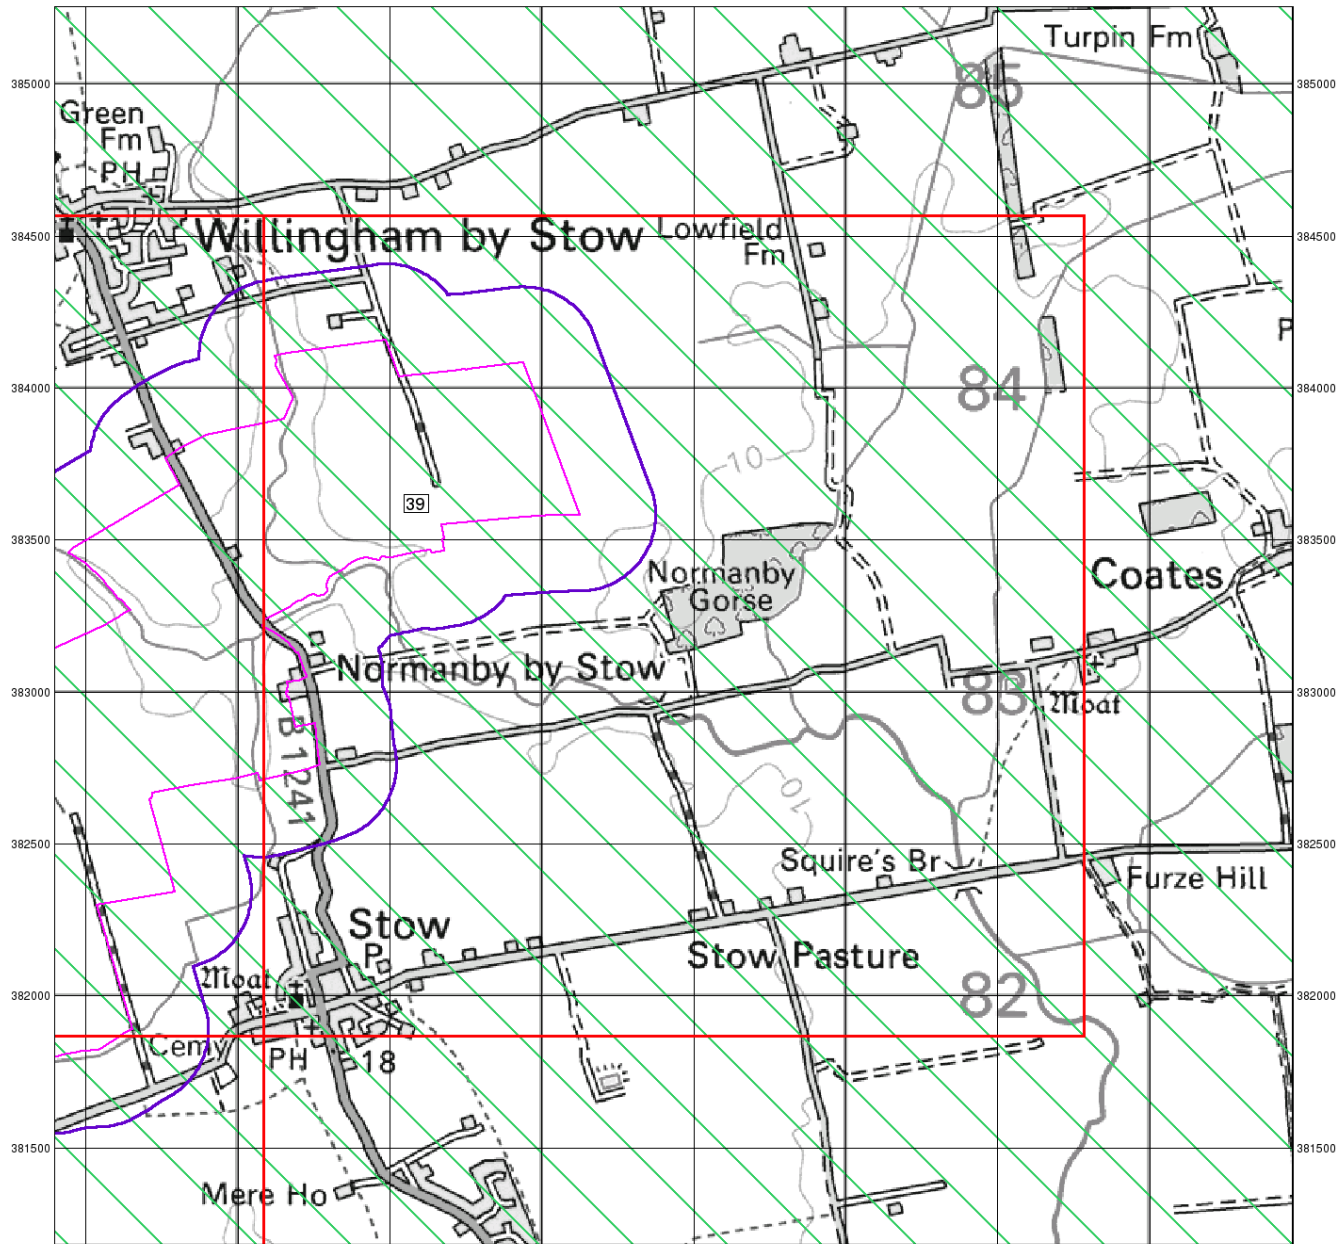 Turpin Fm
385000
85
385000
Green
Fm
PH
384500
Willingham by Stow
Lowfield
Fm
384500
P
384000
84
384000
10
39
383500
383500
Normanby
Gorse
Coates
Normanby by Stow
383000
83
Moat
383000
B 1241
10
382500
Squire's Br
382500
Furze Hill
Stow
P
Stow Pasture
Moat
382000
82
382000
Cemy
PH
18
381500
381500
Mere Ho